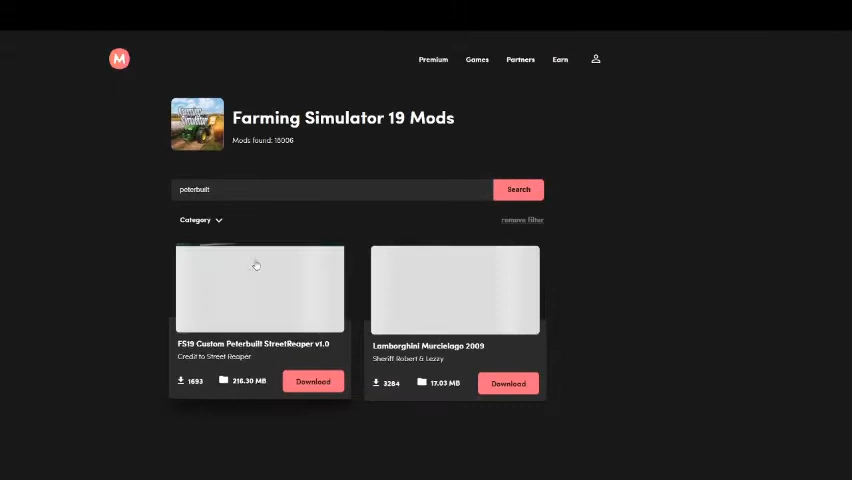 M
Premium Games Partners Earn
Farming Simulator 19 Mods
Mods found: 18006
peterbuilt
Search
Category
remove filter
FS19 Custom Peterbuilt StreetReaper v1.0
Credit to Street Reaper
1693 216.30 MB Download
Lamborghini Murcielago 2009
Sheriff Robert & Lezzy
3284 17.03 MB Download